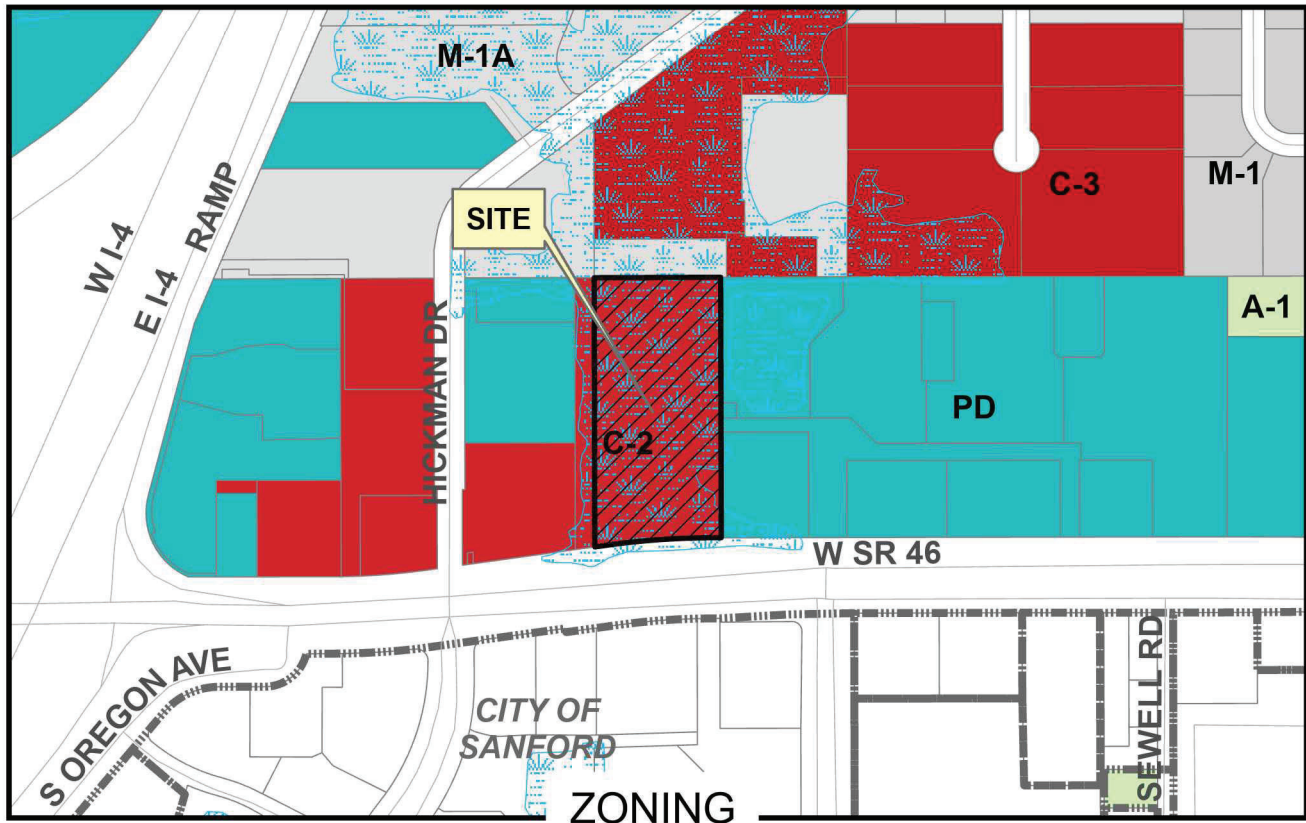 M-1A
W I-4
E I-4 RAMP
SITE
C-3
M-1
A-1
HICKMAN DR
C-2
PD
W SR 46
S OREGON AVE
CITY OF
SANFORD
SEWELL RD
ZONING